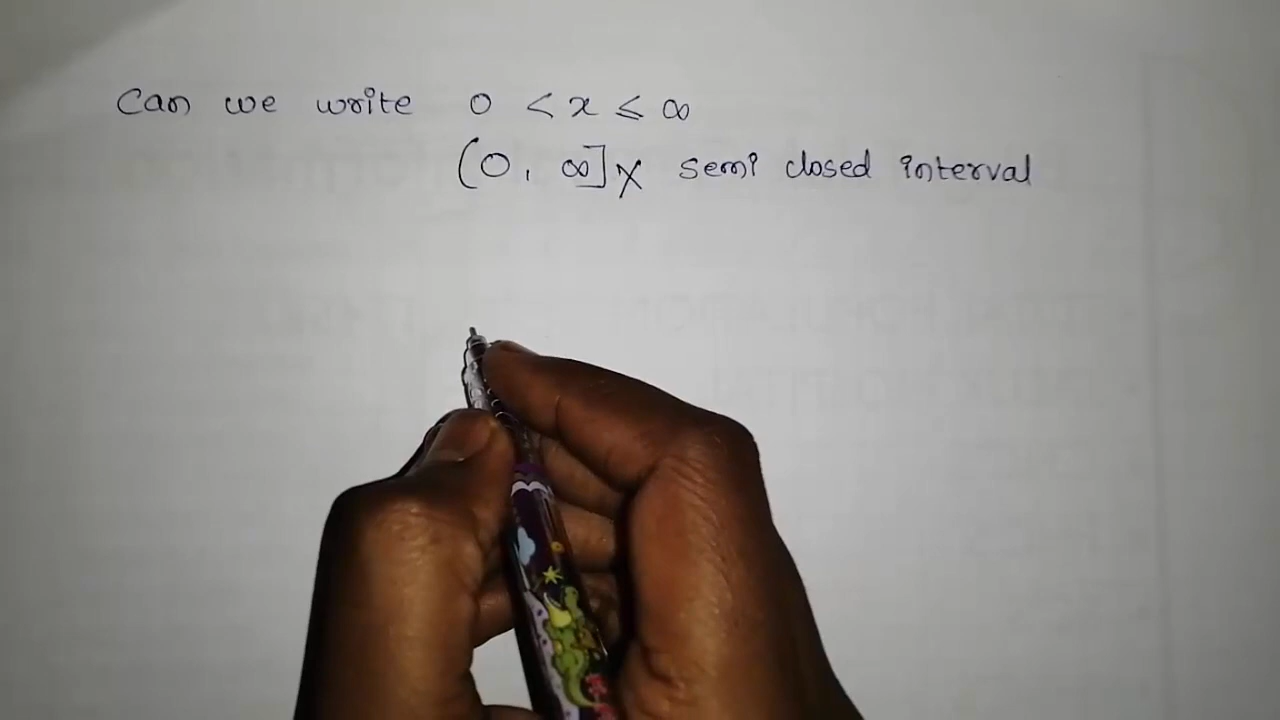 Can we write 0 < x ≤ ∞
(0, ∞] X semi closed interval